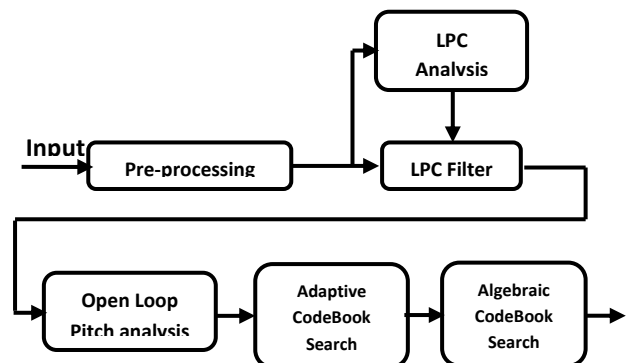 LPC
Analysis
Input
Pre-processing
LPC Filter
Open Loop
Pitch analysis
Adaptive
CodeBook
Search
Algebraic
CodeBook
Search